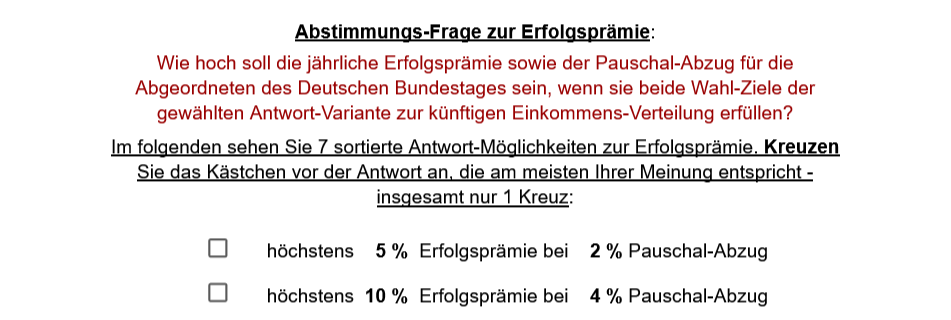 Abstimmungs-Frage zur Erfolgsprämie:
Wie hoch soll die jährliche Erfolgsprämie sowie der Pauschal-Abzug für die
Abgeordneten des Deutschen Bundestages sein, wenn sie beide Wahl-Ziele der
gewählten Antwort-Variante zur künftigen Einkommens-Verteilung erfüllen?
Im folgenden sehen Sie 7 sortierte Antwort-Möglichkeiten zur Erfolgsprämie. Kreuzen
Sie das Kästchen vor der Antwort an, die am meisten Ihrer Meinung entspricht -
insgesamt nur 1 Kreuz:
höchstens 5 % Erfolgsprämie bei 2 % Pauschal-Abzug
höchstens 10 % Erfolgsprämie bei 4 % Pauschal-Abzug